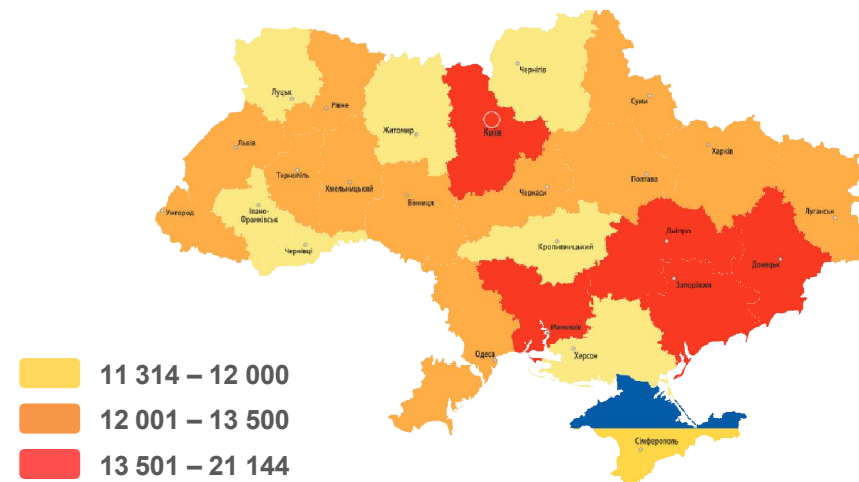 Чернігів
Луцьк
Рівне
Суми
Житомир
Київ
Львів
Харків
Тернопіль
Хмельницький
Полтава
Вінниця
Черкаси
Ужгород
Івано-
Франківськ
Луганськ
Чернівці
Кропивницький
Дніпро
Донецьк
Запоріжжя
Миколаїв
Одеса
Херсон
Сімферополь
11 314 – 12 000
12 001 – 13 500
13 501 – 21 144